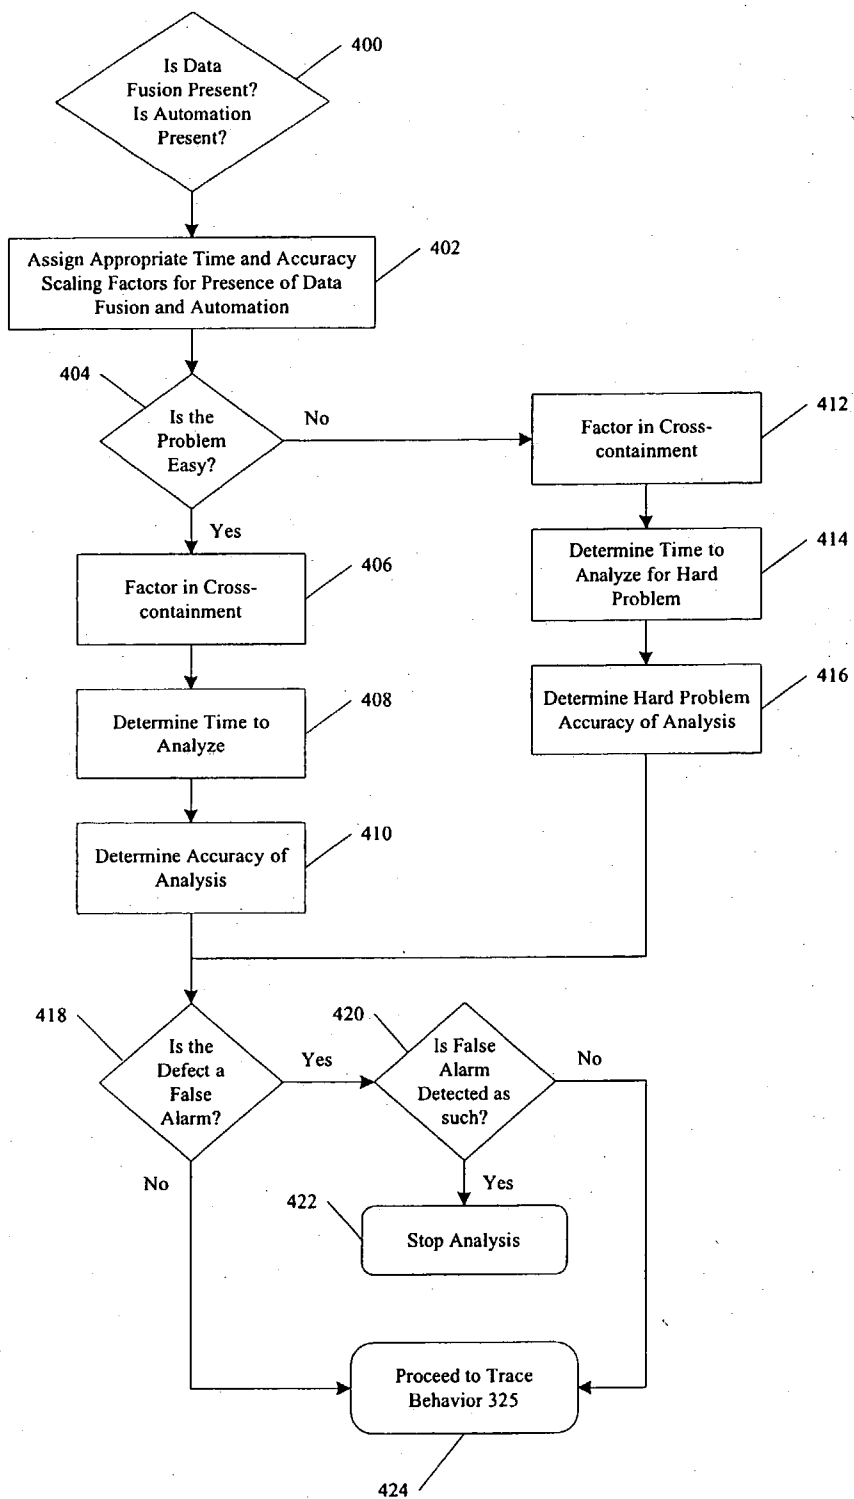 400
Is Data
Fusion Present?
Is Automation
Present?
402
Assign Appropriate Time and Accuracy
Scaling Factors for Presence of Data
Fusion and Automation
404
Is the
Problem
Easy?
No
Yes
412
Factor in Cross-
containment
414
Determine Time to
Analyze for Hard
Problem
416
Determine Hard Problem
Accuracy of Analysis
406
Factor in Cross-
containment
408
Determine Time to
Analyze
410
Determine Accuracy of
Analysis
418
Is the
Defect a
False
Alarm?
Yes
No
420
Is False
Alarm
Detected as
such?
No
Yes
422
Stop Analysis
Proceed to Trace
Behavior 325
424